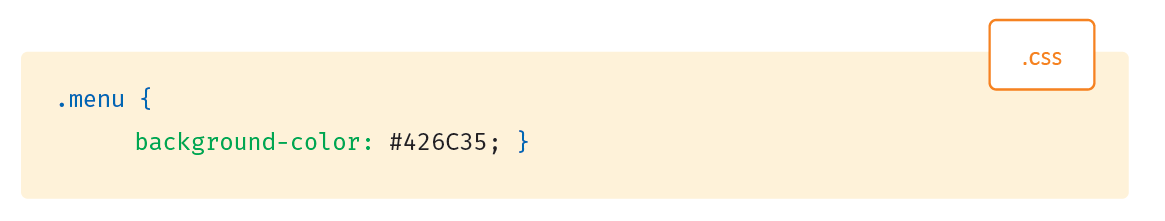 .css
.menu {
background-color: #426C35; }